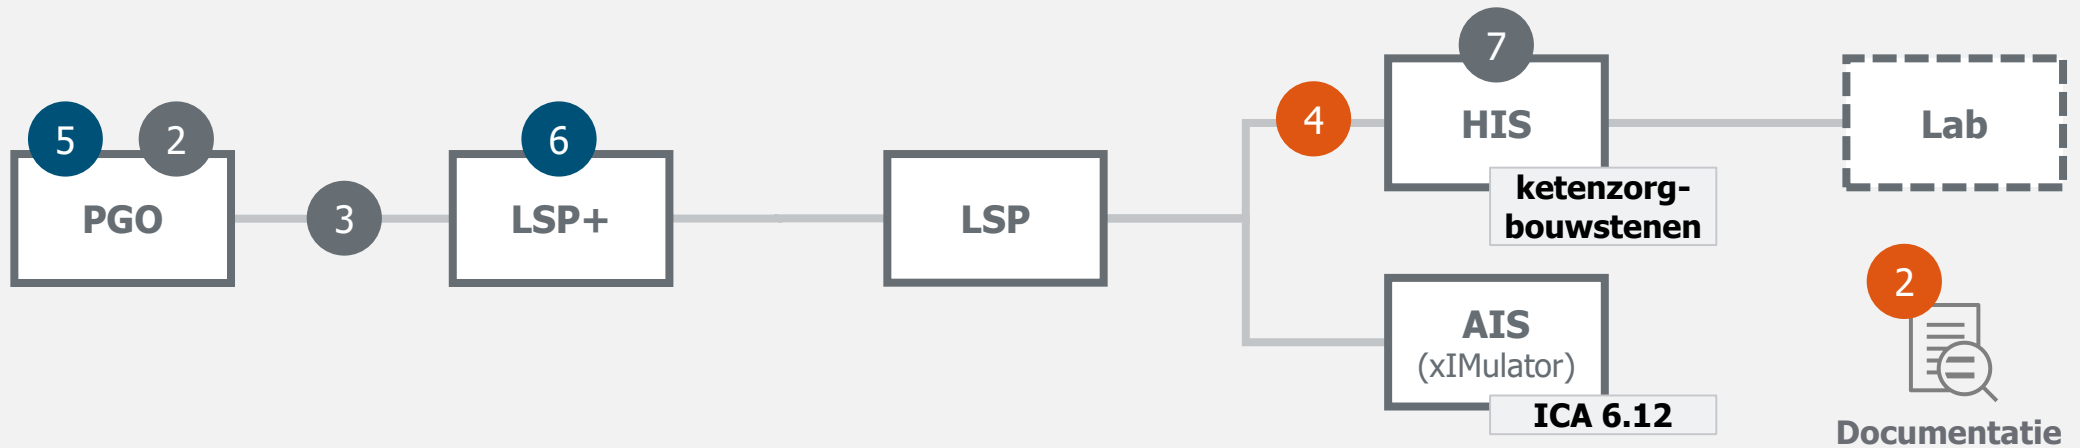 5
2
PGO
3
6
LSP+
LSP
4
7
HIS
ketenzorg-
bouwstenen
AIS
(xIMulator)
ICA 6.12
Lab
2
Documentatie